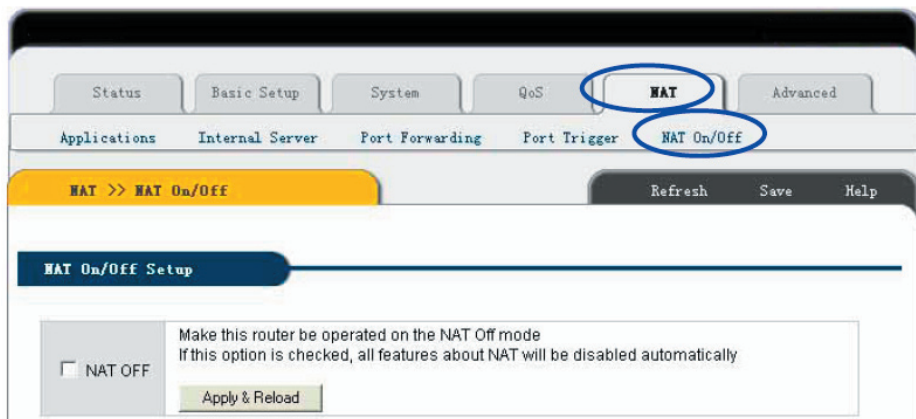 Status Basic Setup System QoS NAT Advanced
Applications Internal Server Port Forwarding Port Trigger NAT On/Off
NAT >> NAT On/Off Refresh Save Help
NAT On/Off Setup
Make this router be operated on the NAT Off mode
If this option is checked, all features about NAT will be disabled automatically
NAT OFF
Apply & Reload